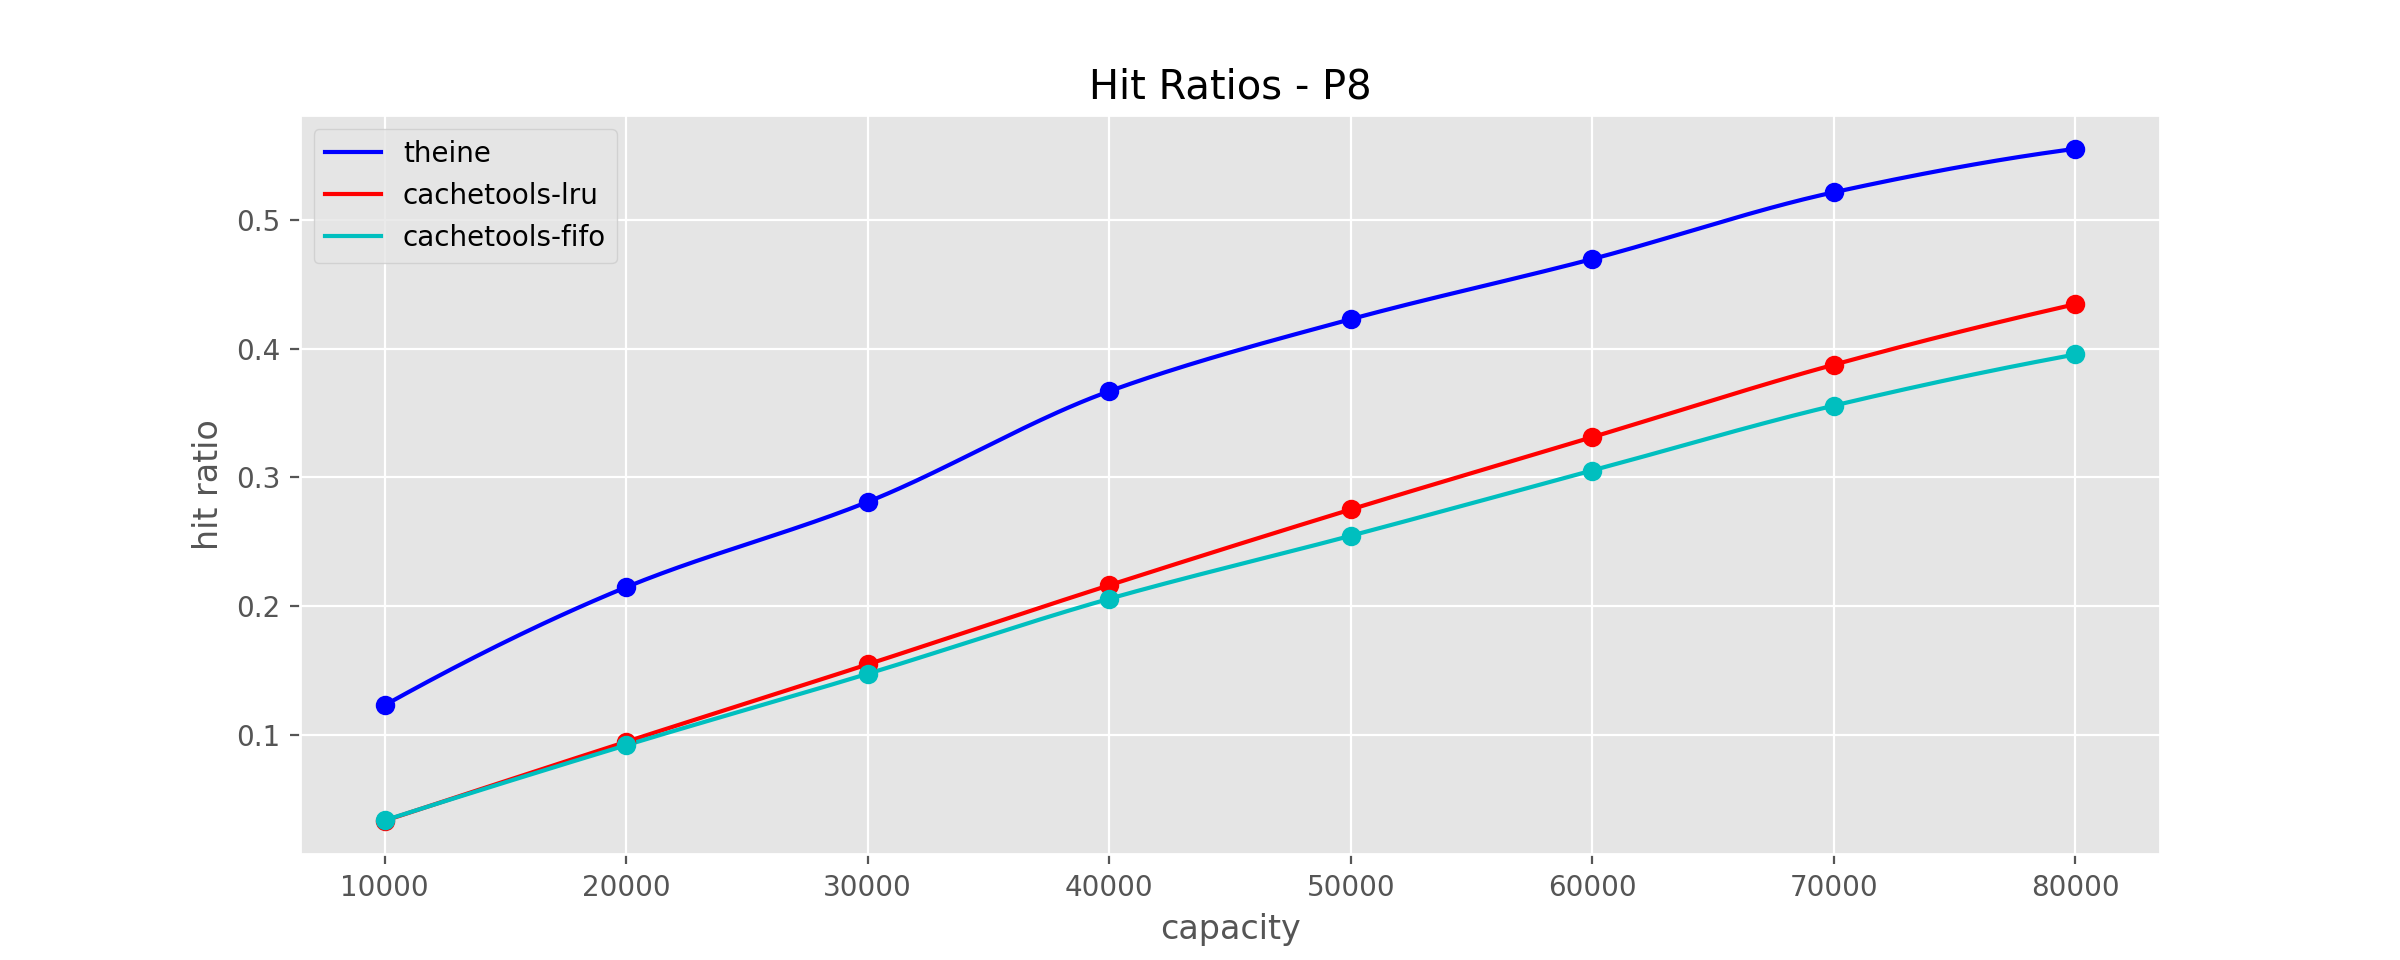 Hit Ratios - P8
theine
cachetools-lru
cachetools-fifo
hit ratio
0.5
0.4
0.3
0.2
0.1
10000 20000 30000 40000 50000 60000 70000 80000
capacity